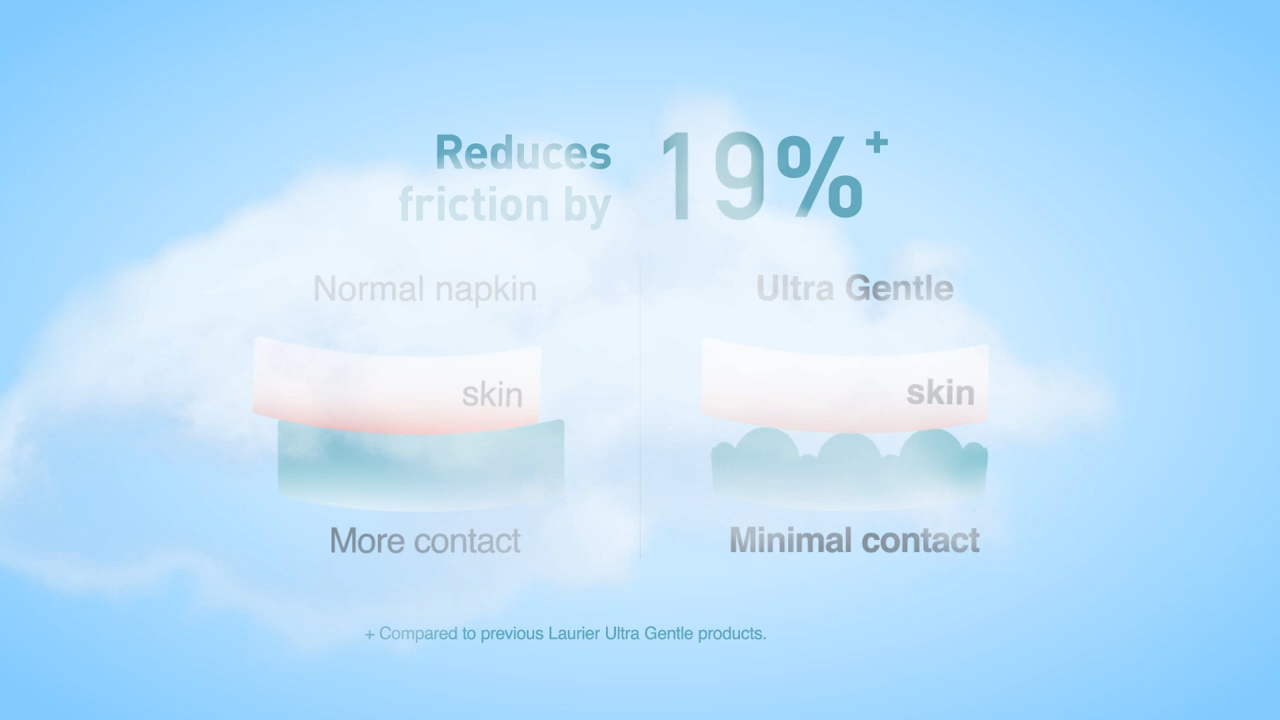 Reduces
friction by
19%+
Normal napkin
Ultra Gentle
skin
skin
More contact
Minimal contact
+ Compared to previous Laurier Ultra Gentle products.